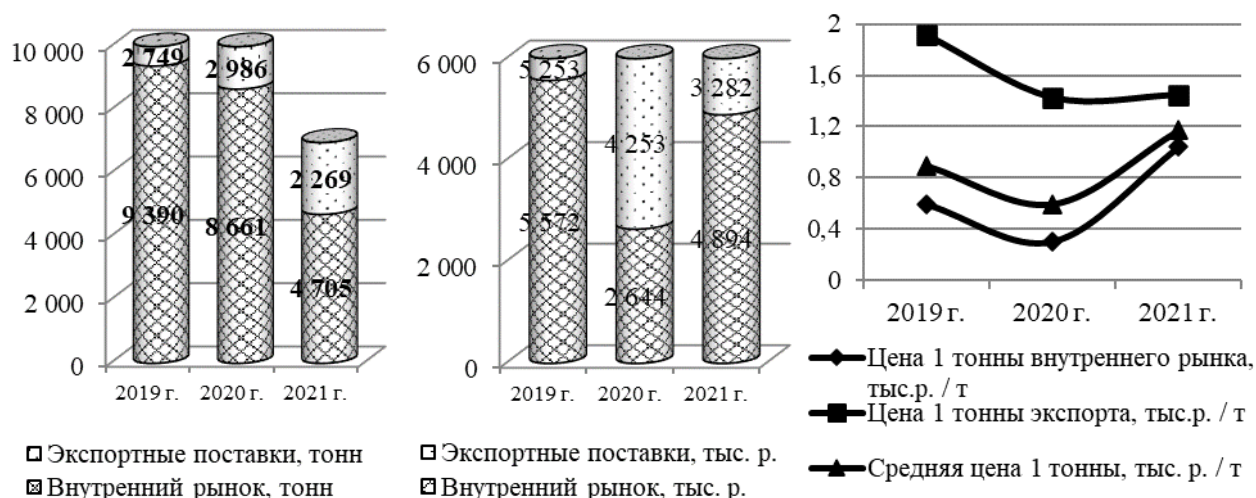 10 000
8 000
6 000
4 000
2 000
0
2 749
2 986
2 269
9 390
8 661
4 705
2019 г.
2020 г.
2021 г.
Экспортные поставки, тонн
Внутренний рынок, тонн
6 000
4 000
2 000
0
5 253
4 253
3 282
5 572
2 644
4 894
2019 г.
2020 г.
2021 г.
Экспортные поставки, тыс. р.
Внутренний рынок, тыс. р.
2
1,6
1,2
0,8
0,4
0
2019 г.
2020 г.
2021 г.
Цена 1 тонны внутреннего рынка,
тыс.р. / т
Цена 1 тонны экспорта, тыс.р. / т
Средняя цена 1 тонны, тыс. р. / т